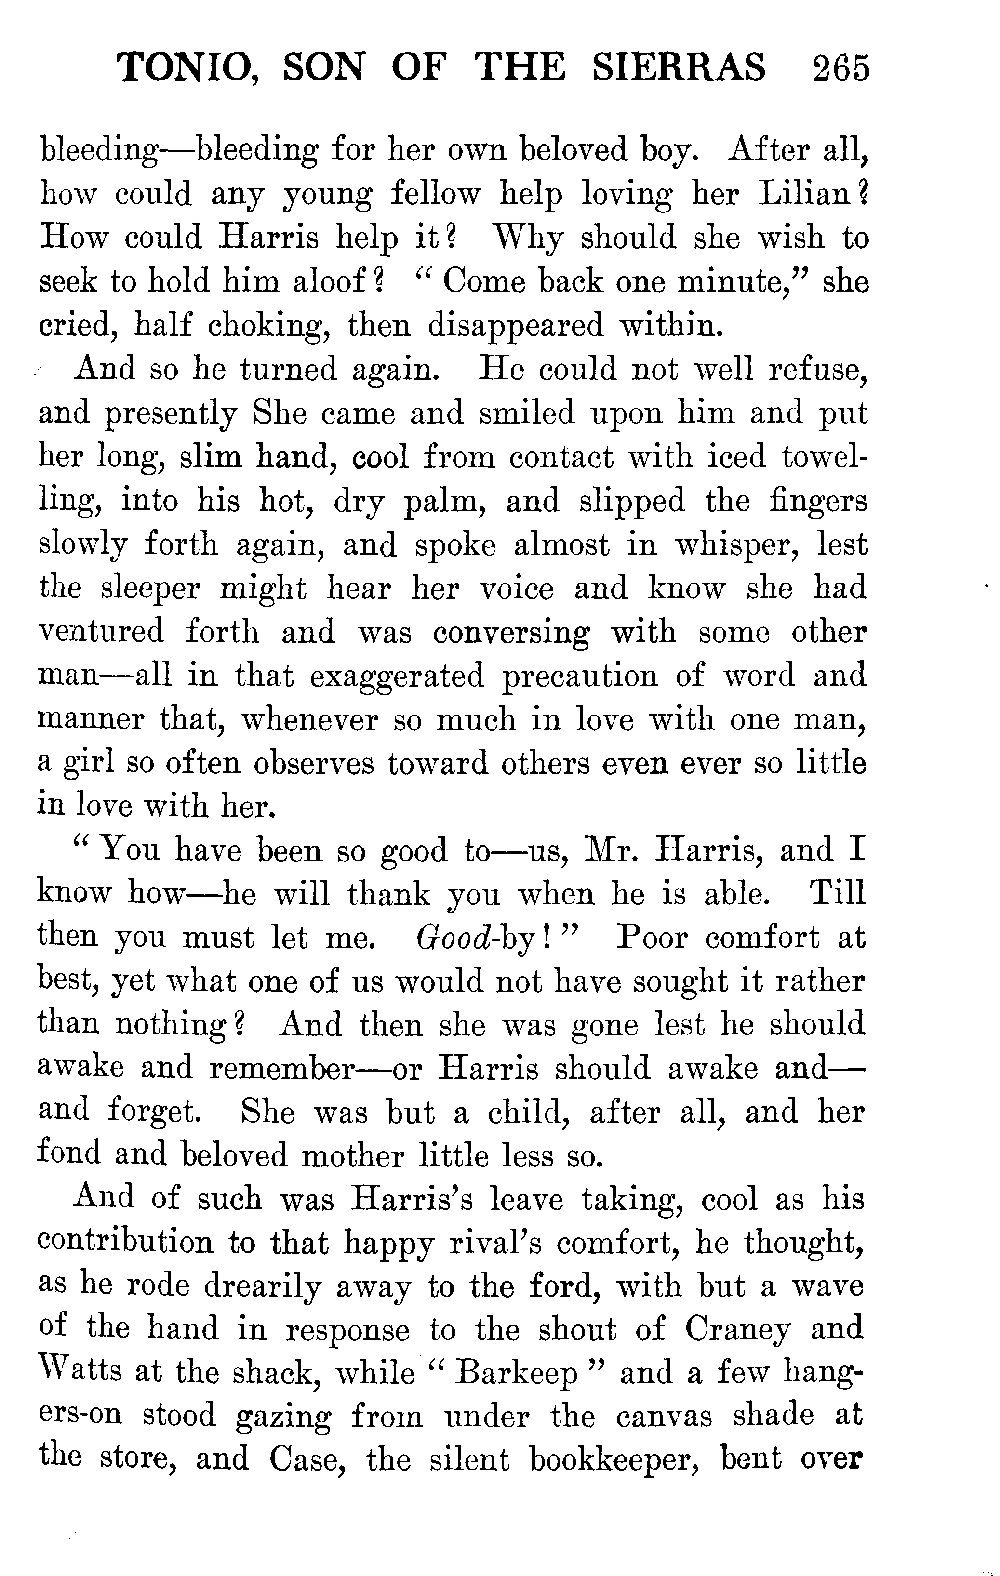 TONIO, SON OF THE SIERRAS 265
bleeding—bleeding for her own beloved boy. After all,
how could any young fellow help loving her Lilian?
How could Harris help it? Why should she wish to
seek to hold him aloof? "Come back one minute," she
cried, half choking, then disappeared within.
And so he turned again. He could not well refuse,
and presently She came and smiled upon him and put
her long, slim hand, cool from contact with iced towel-
ling, into his hot, dry palm, and slipped the fingers
slowly forth again, and spoke almost in whisper, lest
the sleeper might hear her voice and know she had
ventured forth and was conversing with some other
man—all in that exaggerated precaution of word and
manner that, whenever so much in love with one man,
a girl so often observes toward others even ever so little
in love with her.
"You have been so good to—us, Mr. Harris, and I
know how—he will thank you when he is able. Till
then you must let me. Good-by!" Poor comfort at
best, yet what one of us would not have sought it rather
than nothing? And then she was gone lest he should
awake and remember—or Harris should awake and—
and forget. She was but a child, after all, and her
fond and beloved mother little less so.
And of such was Harris's leave taking, cool as his
contribution to that happy rival's comfort, he thought,
as he rode drearily away to the ford, with but a wave
of the hand in response to the shout of Craney and
Watts at the shack, while "Barkeep" and a few hang-
ers-on stood gazing from under the canvas shade at
the store, and Case, the silent bookkeeper, bent over